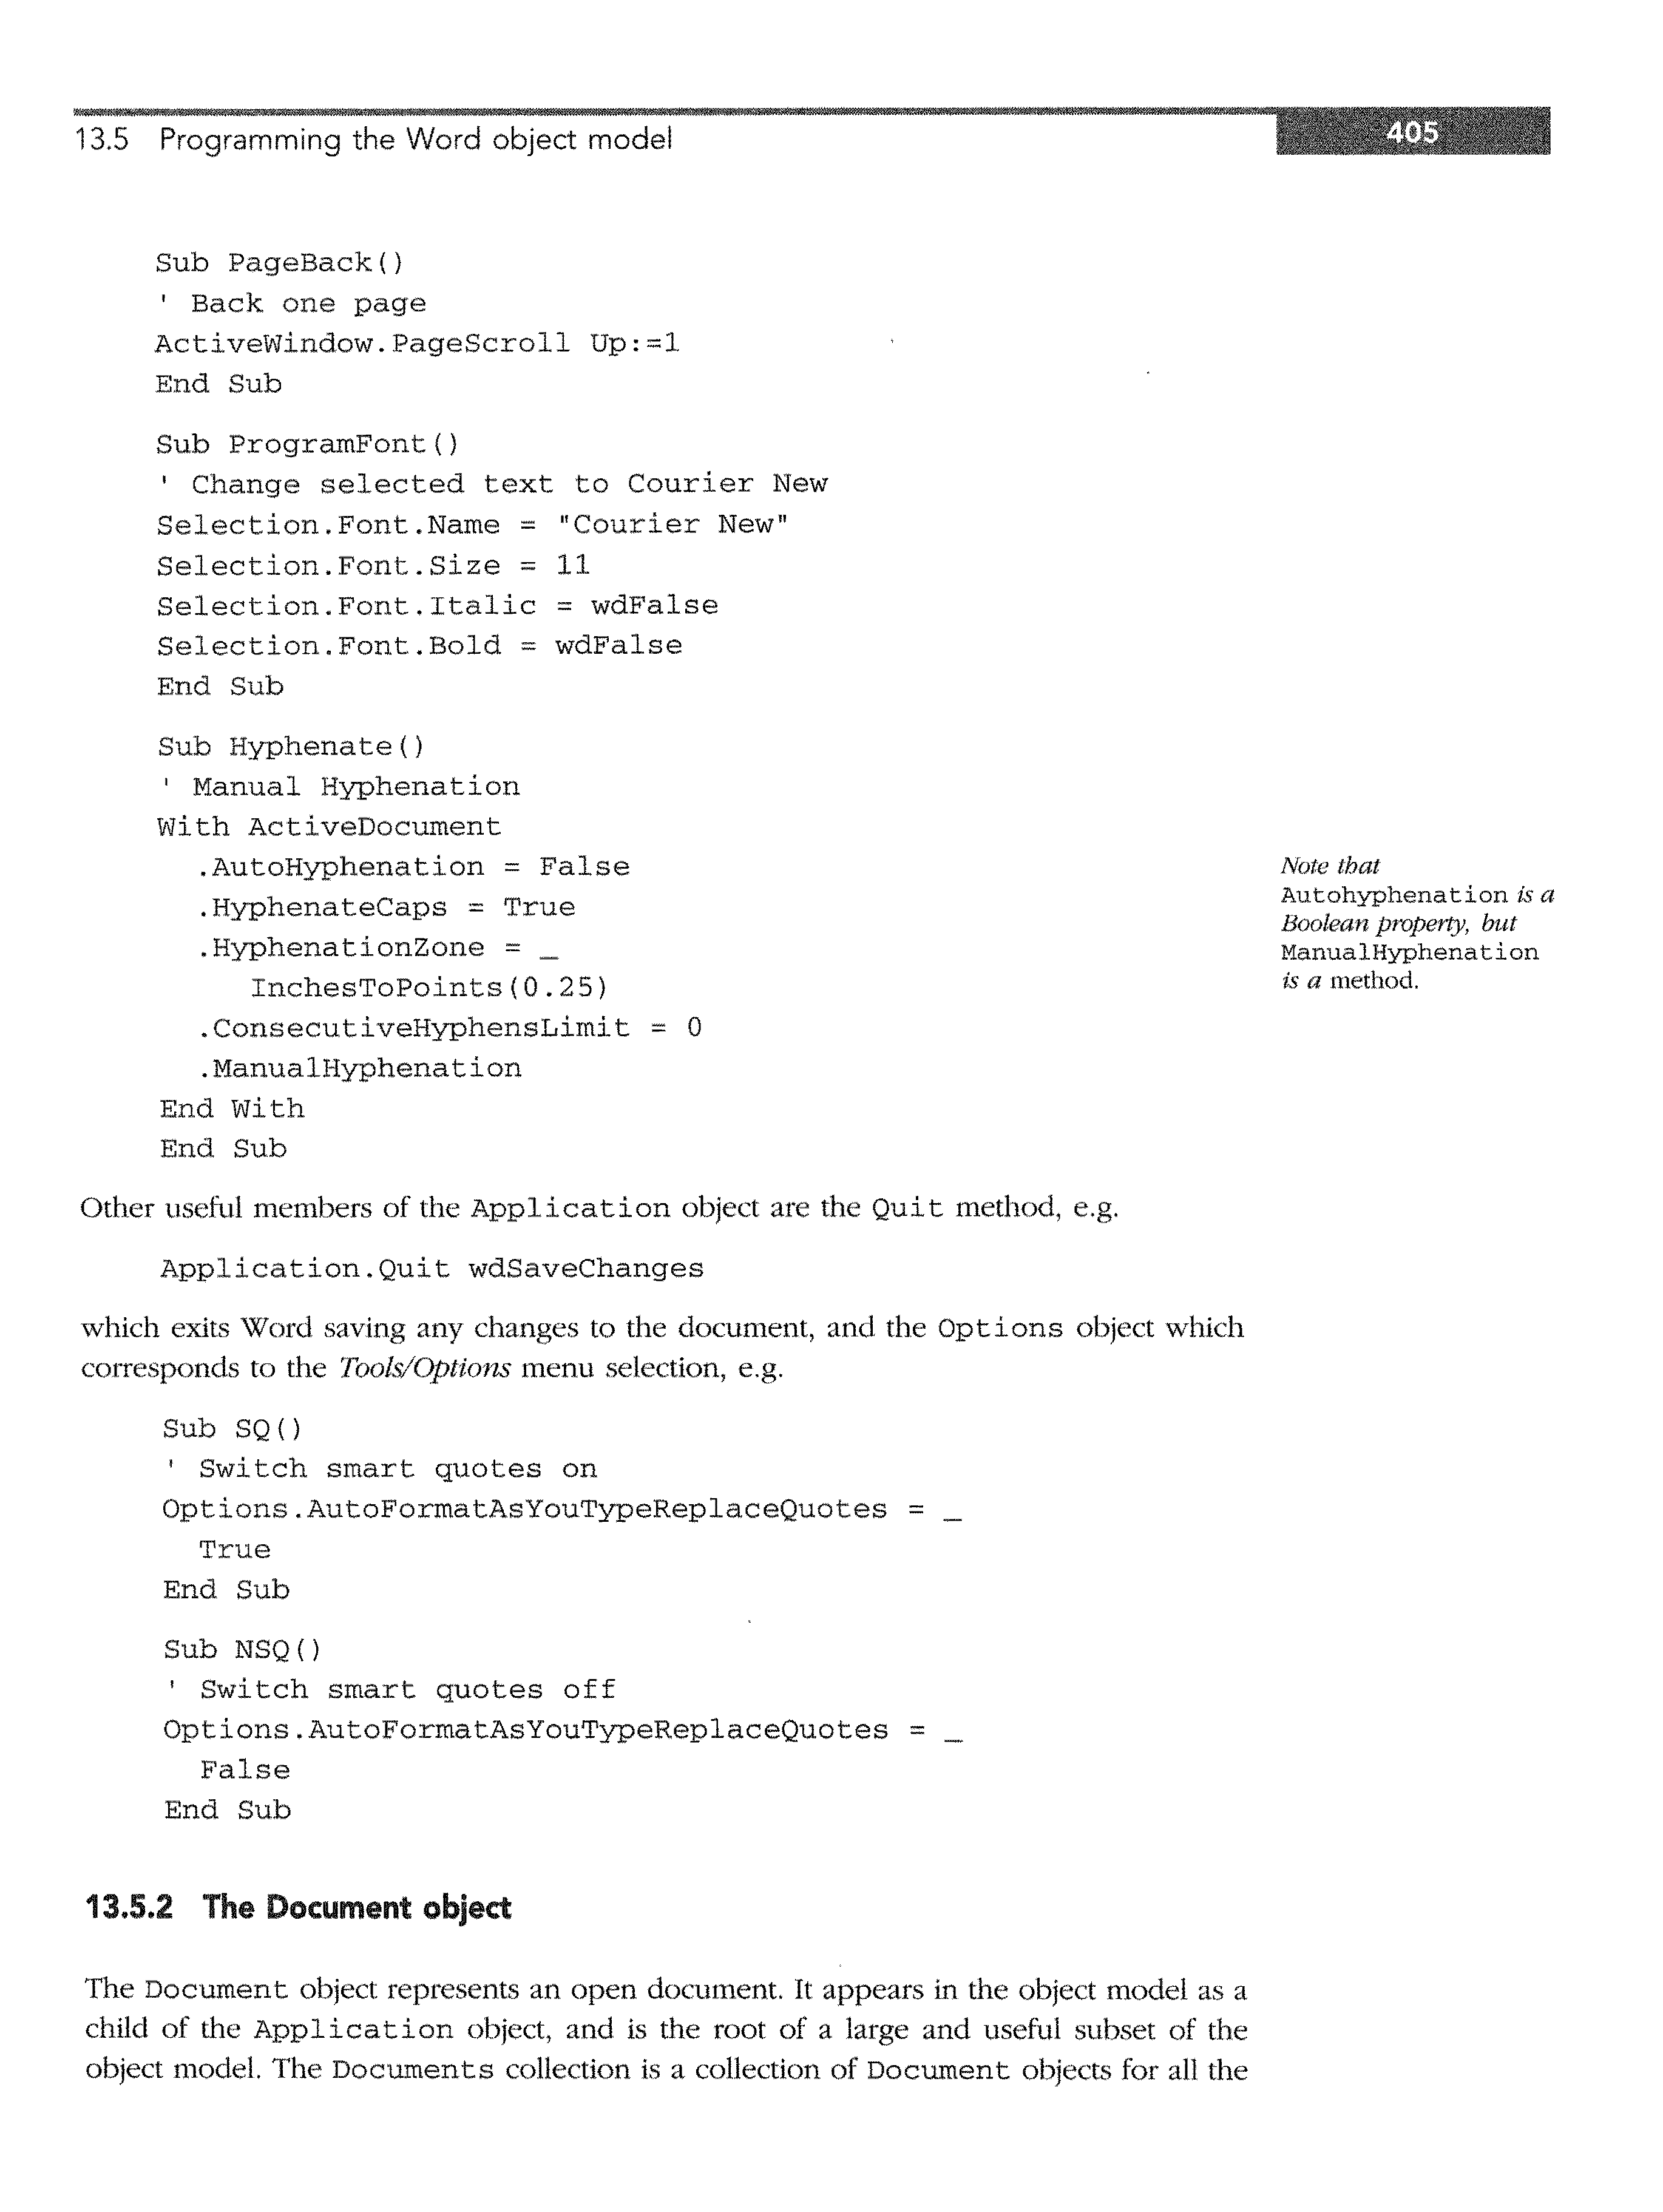 13.5 Programming the Word object model
405
Sub PageBack()
' Back one page
ActiveWindow.PageScroll Up:=1
End Sub
Sub ProgramFont()
' Change selected text to Courier New
Selection.Font.Name = "Courier New"
Selection.Font.Size = 11
Selection.Font.Italic = wdFalse
Selection.Font.Bold = wdFalse
End Sub
Sub Hyphenate()
' Manual Hyphenation
With ActiveDocument
.AutoHyphenation = False
.HyphenateCaps = True
.HyphenationZone = _
InchesToPoints(0.25)
.ConsecutiveHyphensLimit = 0
.ManualHyphenation
End With
End Sub
Note that
Autohyphenation is a
Boolean property, but
ManualHyphenation
is a method.
Other useful members of the Application object are the Quit method, e.g.
Application.Quit wdSaveChanges
which exits Word saving any changes to the document, and the Options object which
corresponds to the Tools/Options menu selection, e.g.
Sub SQ()
' Switch smart quotes on
Options.AutoFormatAsYouTypeReplaceQuotes = _
True
End Sub
Sub NSQ()
' Switch smart quotes off
Options.AutoFormatAsYouTypeReplaceQuotes = _
False
End Sub
13.5.2 The Document object
The Document object represents an open document. It appears in the object model as a
child of the Application object, and is the root of a large and useful subset of the
object model. The Documents collection is a collection of Document objects for all the